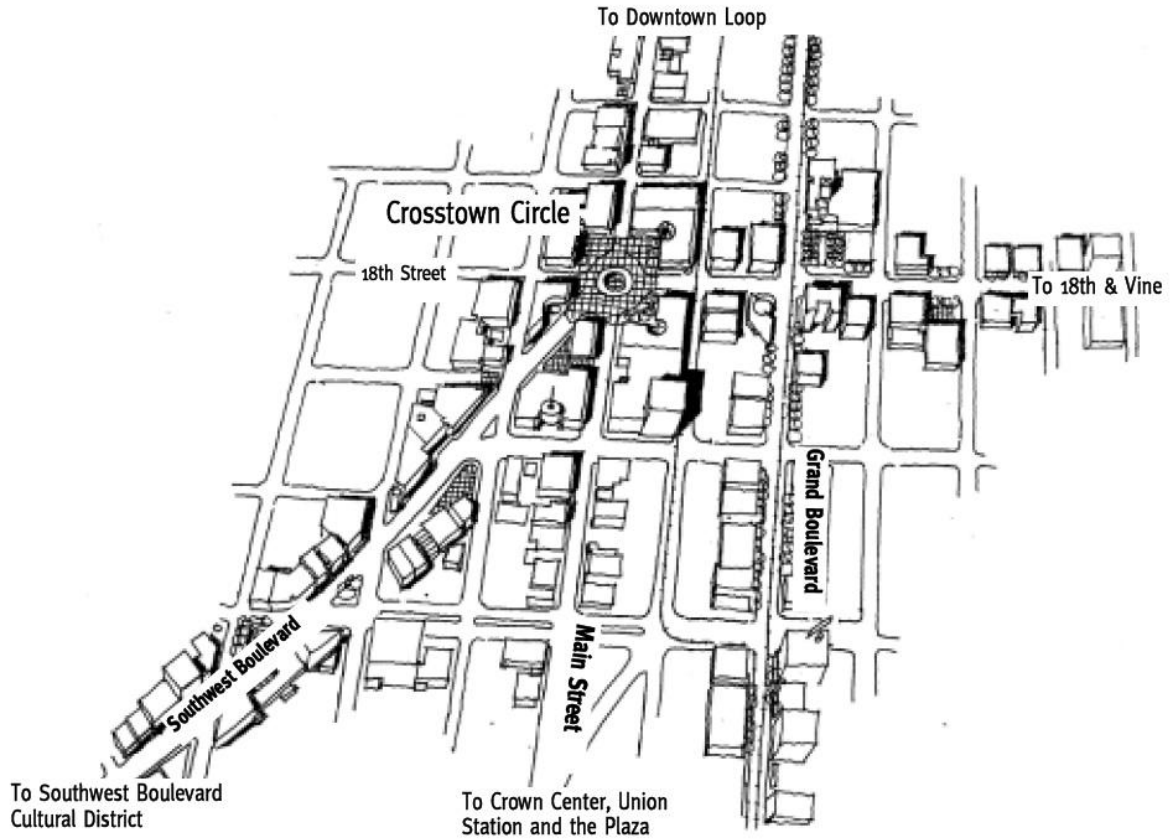 To Downtown Loop
Crosstown Circle
18th Street
To 18th & Vine
Grand Boulevard
Southwest Boulevard
Main Street
To Southwest Boulevard
Cultural District
To Crown Center, Union
Station and the Plaza